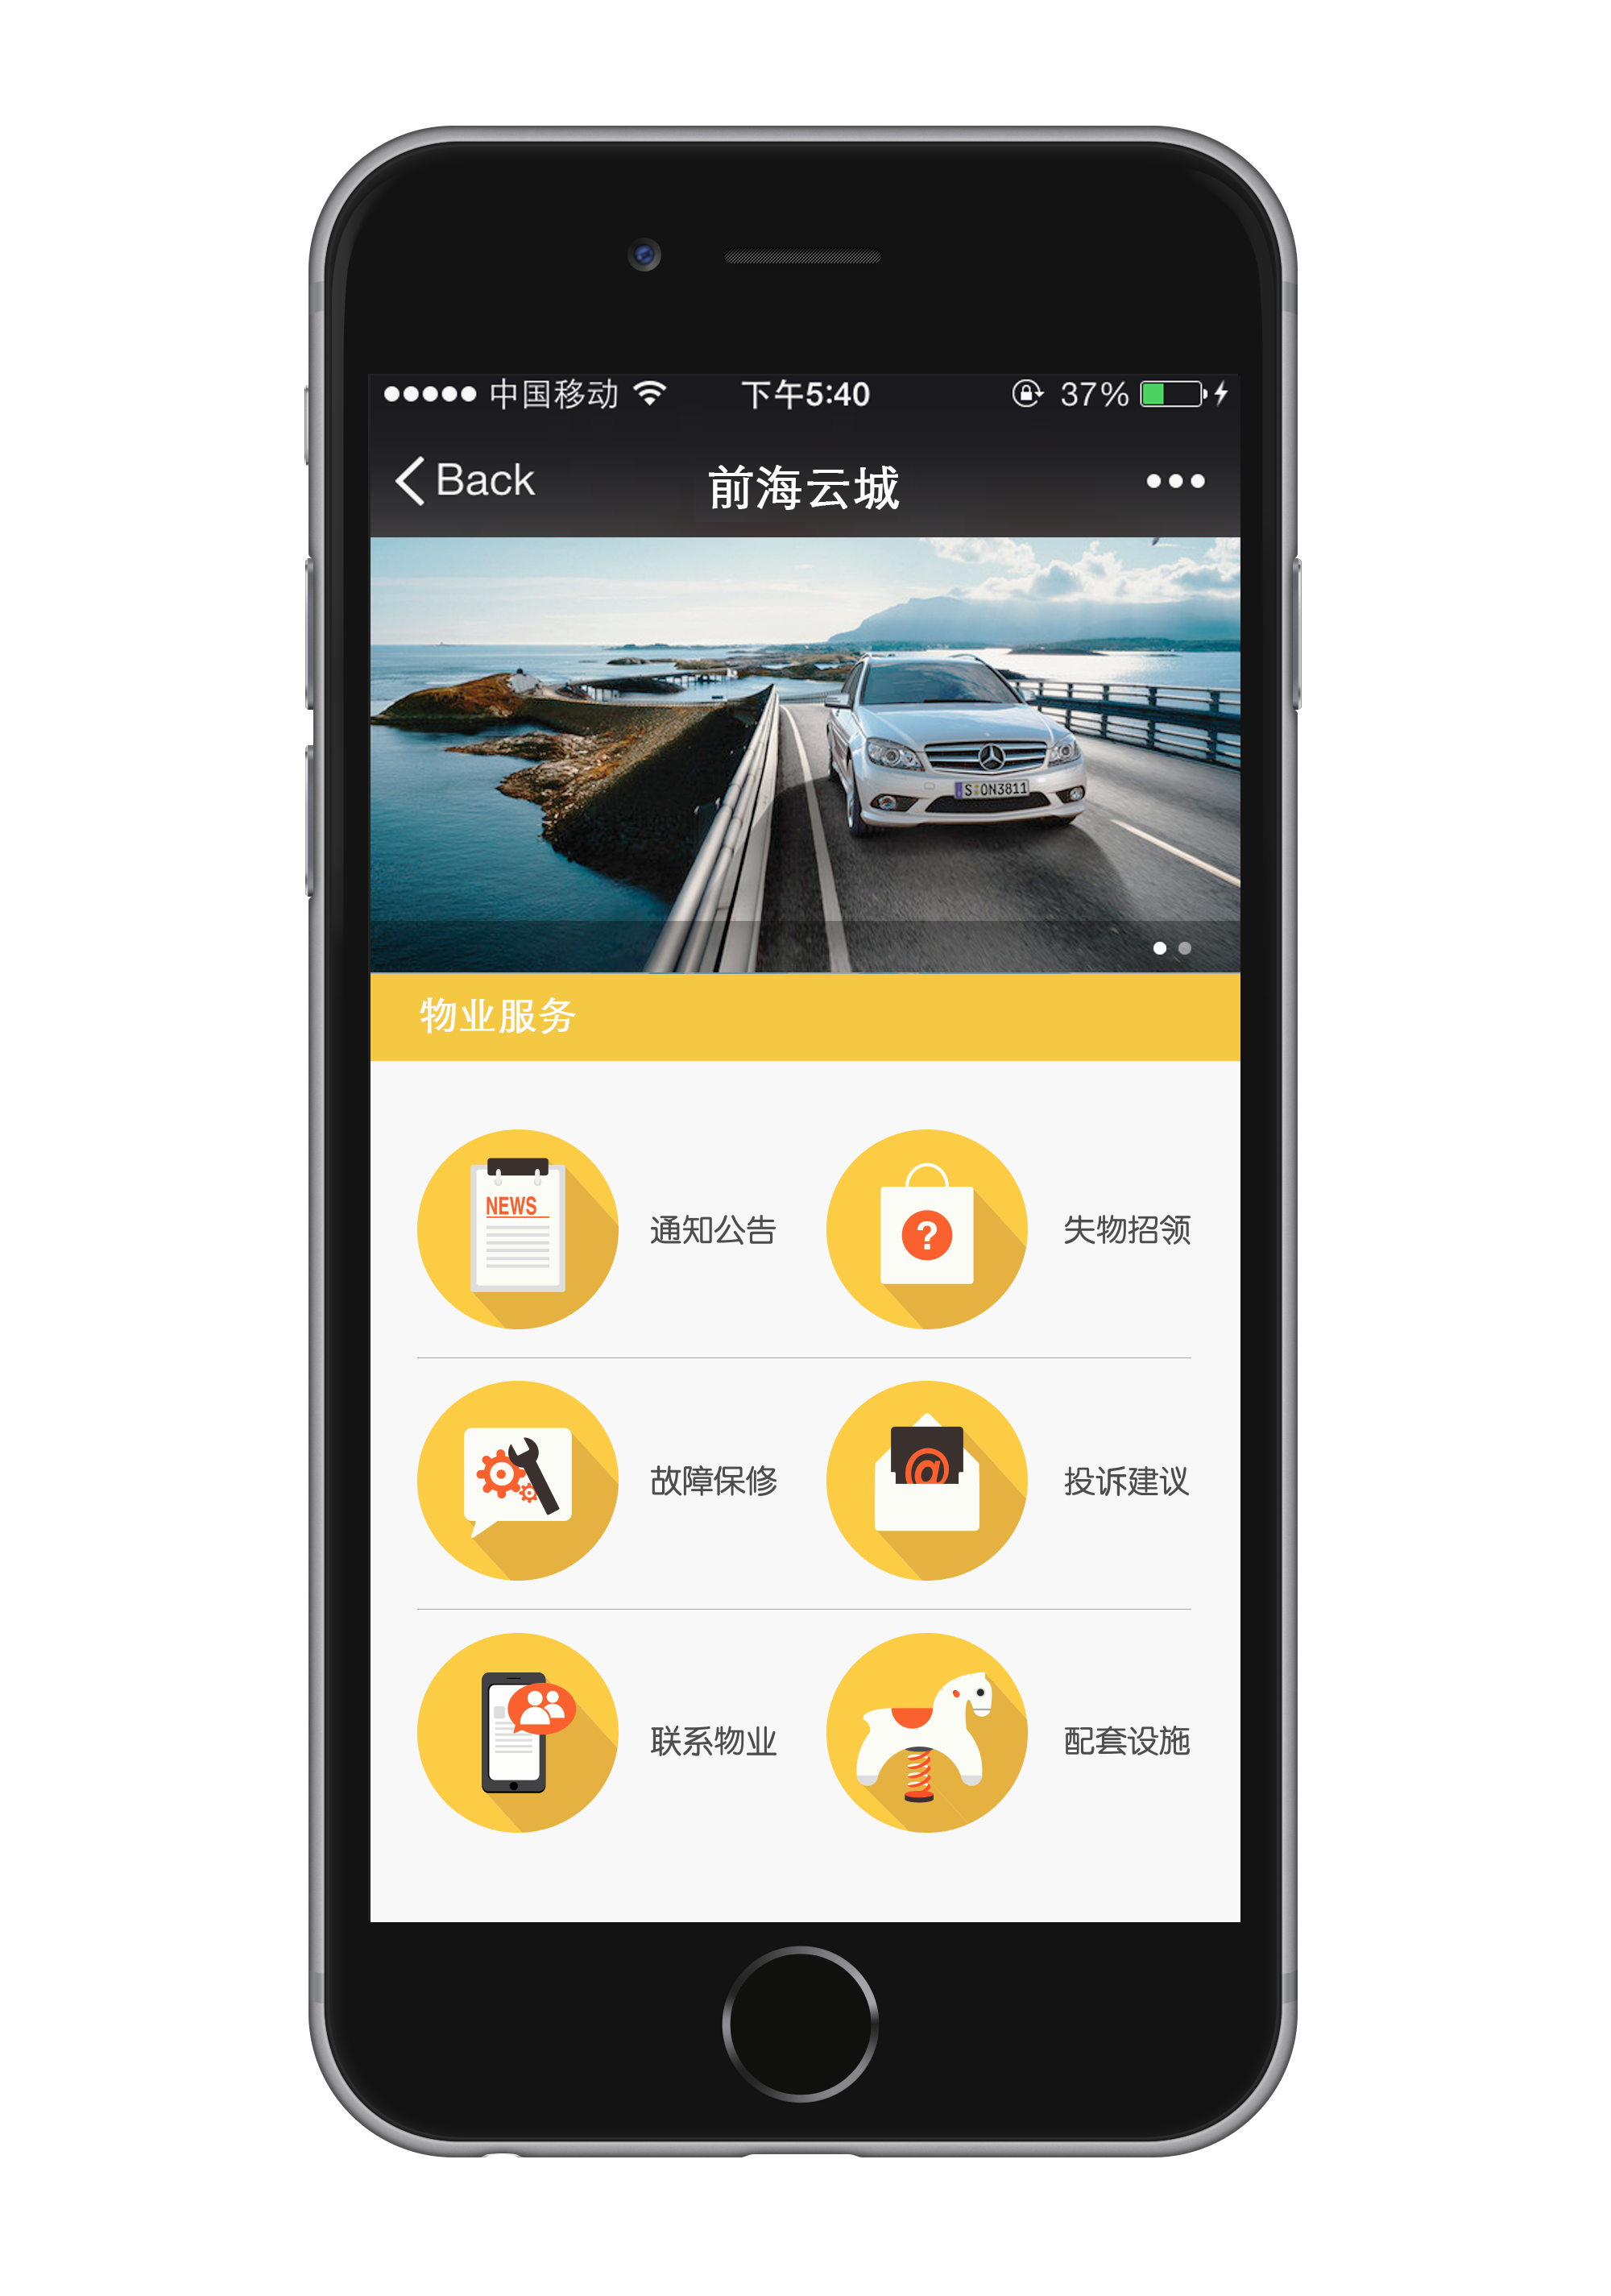 中国移动 下午5:40 37%
Back 前海云城
S ON3811
物业服务
NEWS
通知公告 ? 失物招领
故障保修 @ 投诉建议
联系物业 配套设施